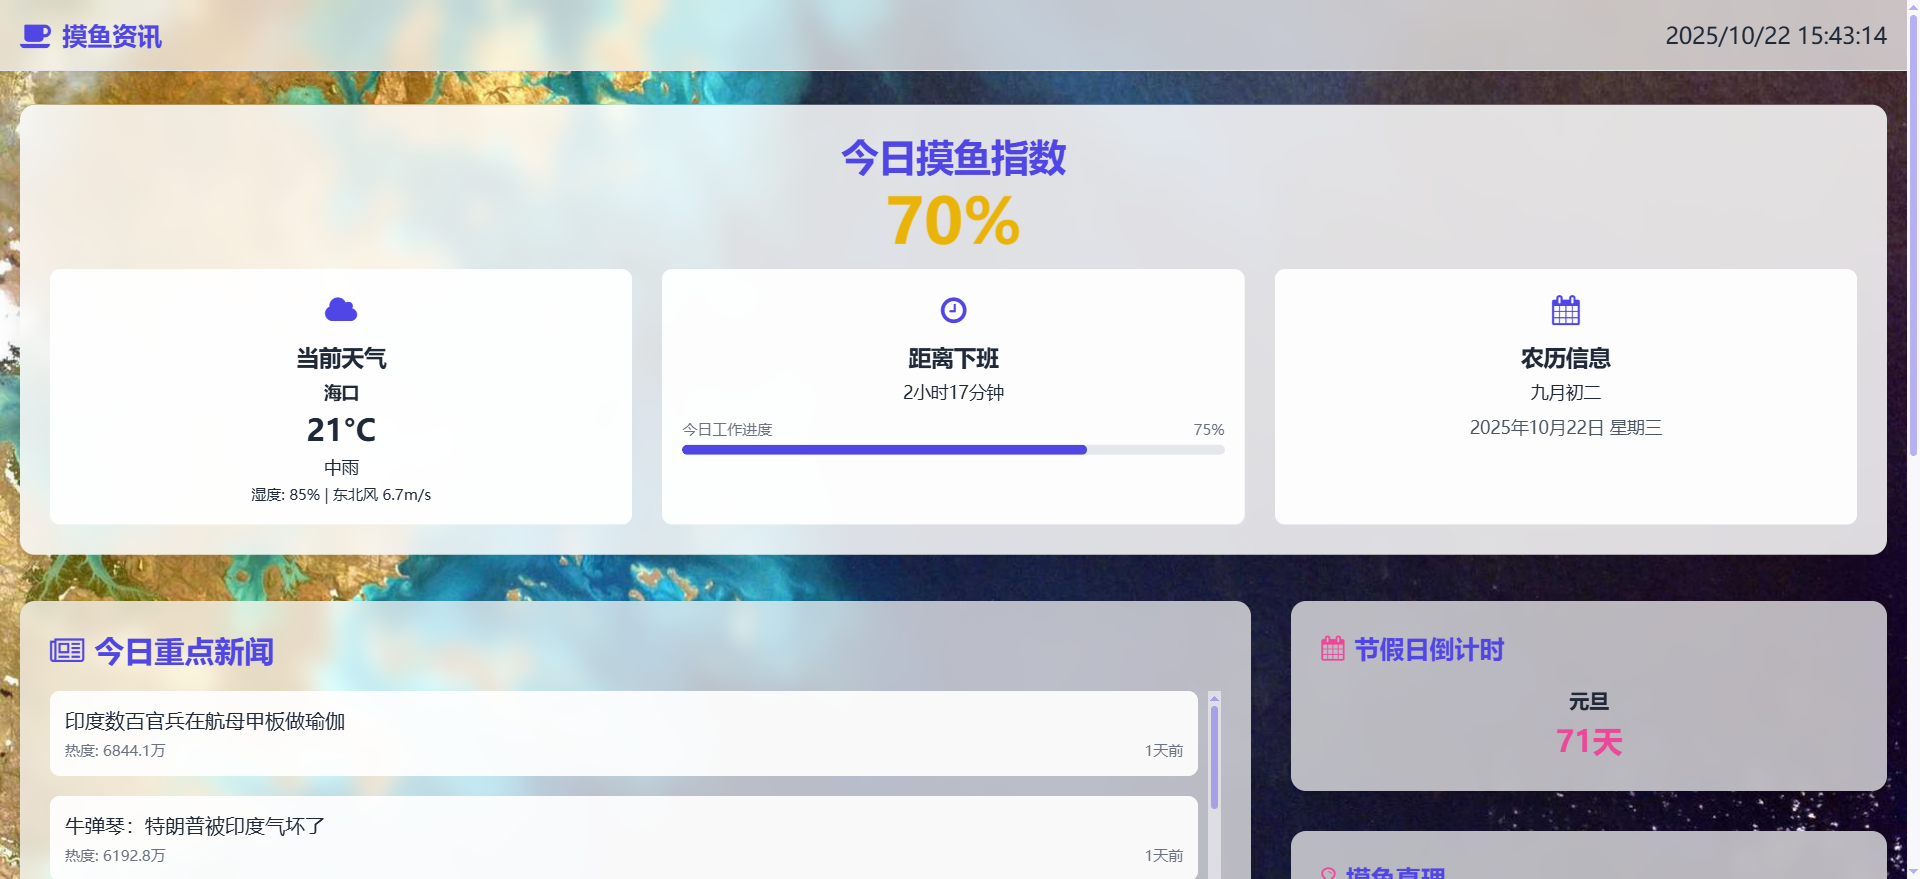 摸鱼资讯
2025/10/22 15:43:14
今日摸鱼指数
70%
当前天气
海口
21°C
中雨
湿度: 85% | 东北风 6.7m/s
距离下班
2小时17分钟
今日工作进度 75%
农历信息
九月初二
2025年10月22日 星期三
今日重点新闻
印度数百官兵在航母甲板做瑜伽
热度: 6844.1万 1天前
牛弹琴：特朗普被印度气坏了
热度: 6192.8万 1天前
节假日倒计时
元旦
71天
摸鱼真理